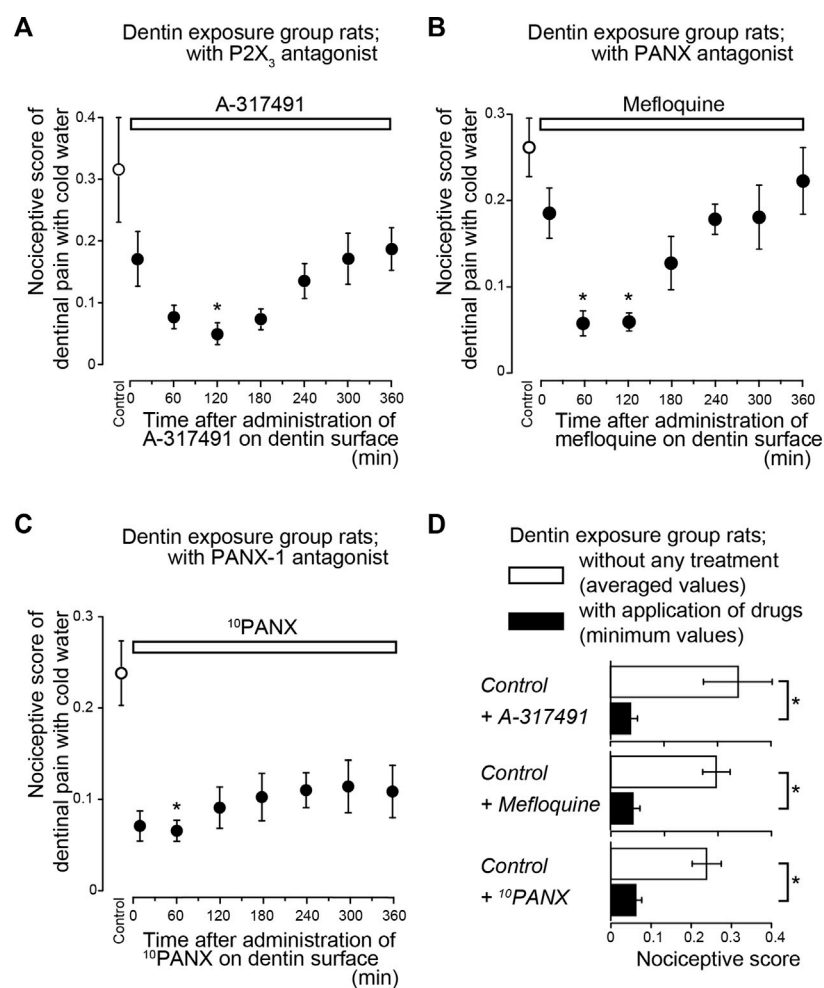 A
Dentin exposure group rats;
with P2X3 antagonist
A-317491
Nociceptive score of
dentinal pain with cold water
0.4
0.3
0.2
0.1
0
Control
0 60 120 180 240 300 360
*
Time after administration of
A-317491 on dentin surface
(min)
B
Dentin exposure group rats;
with PANX antagonist
Mefloquine
Nociceptive score of
dentinal pain with cold water
0.3
0.2
0.1
0
Control
0 60 120 180 240 300 360
* *
Time after administration of
mefloquine on dentin surface
(min)
C
Dentin exposure group rats;
with PANX-1 antagonist
10PANX
Nociceptive score of
dentinal pain with cold water
0.3
0.2
0.1
0
Control
0 60 120 180 240 300 360
*
Time after administration of
10PANX on dentin surface
(min)
D
Dentin exposure group rats;
without any treatment
(averaged values)
with application of drugs
(minimum values)
Control
+ A-317491
*
Control
+ Mefloquine
*
Control
+ 10PANX
*
0 0.1 0.2 0.3 0.4
Nociceptive score